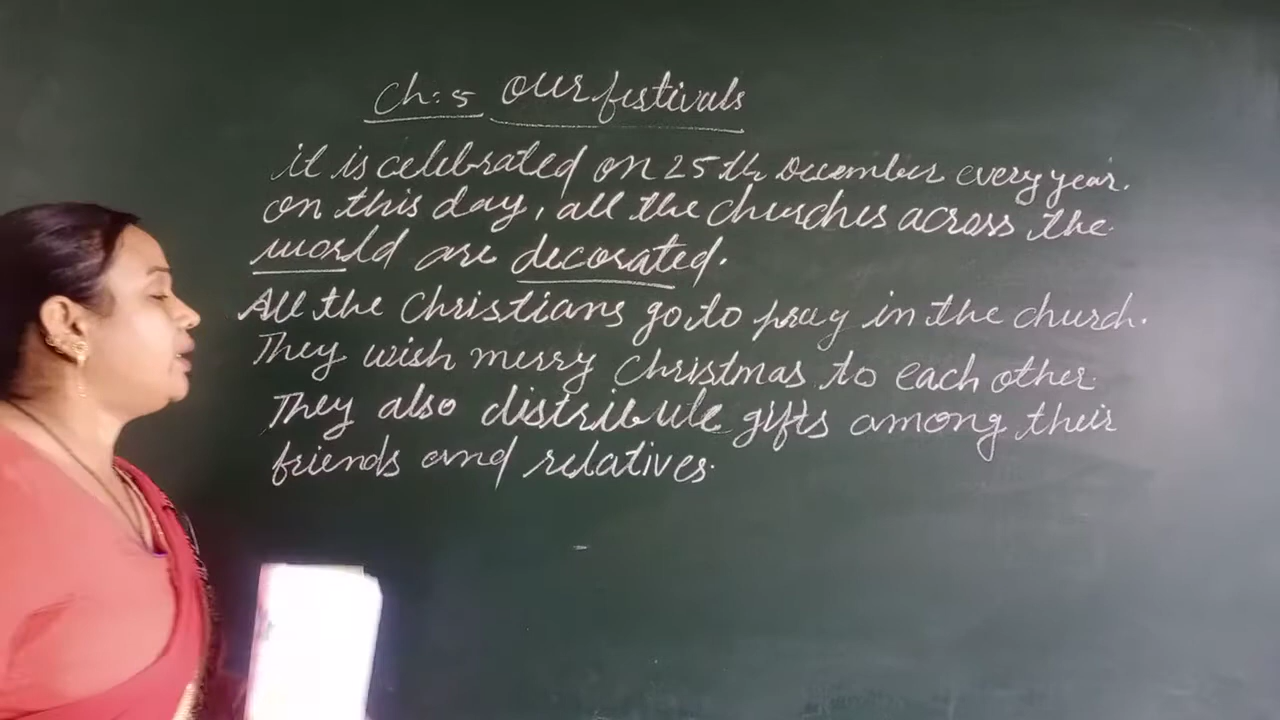 Ch: 5 Our festivals
it is celebrated on 25th December every year.
on this day, all the churches across the
world are decorated.
All the Christians go to pray in the church.
They wish merry Christmas to each other.
They also distribute gifts among their
friends and relatives.